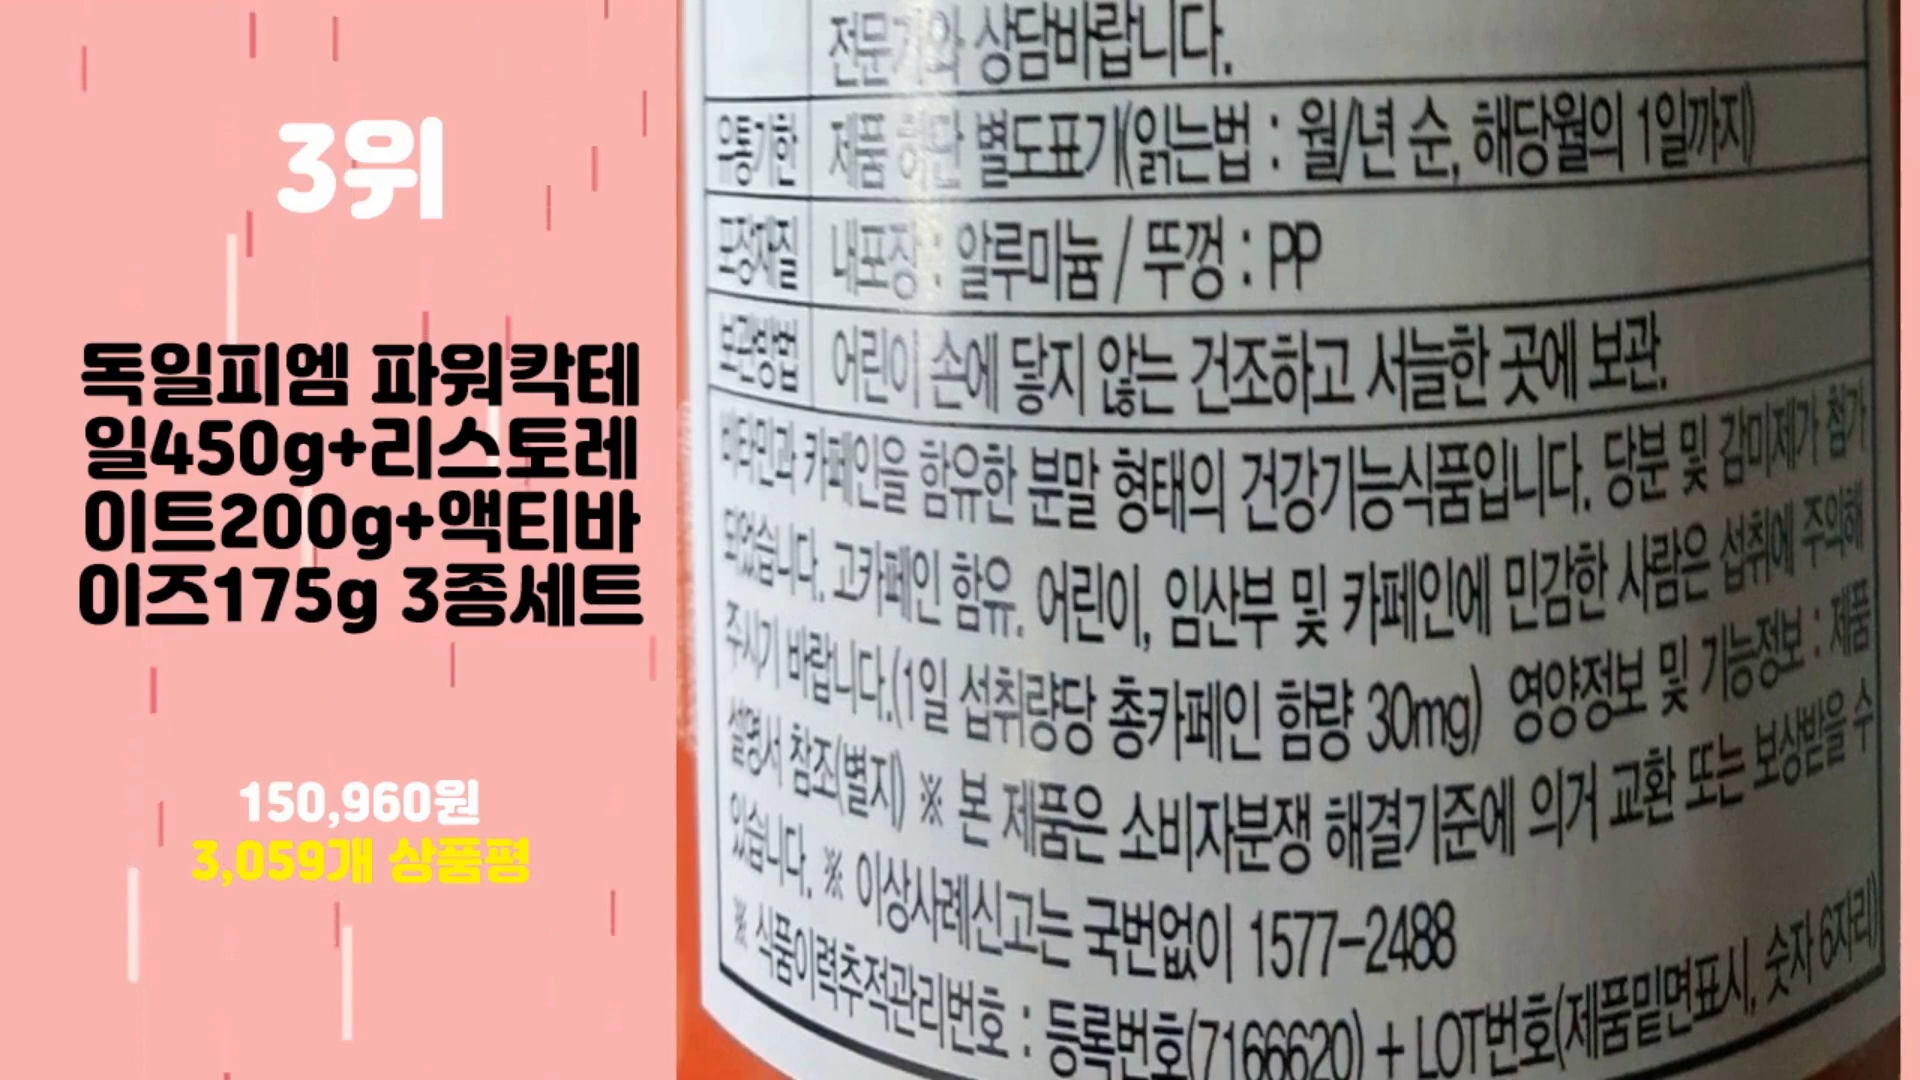 3위
독일피엠 파워칵테
일450g+리스토레
이트200g+액티바
이즈175g 3종세트
150,960원
3,059개 상품평
전문가와 상담바랍니다.
유통기한 제품 하단 별도표기(읽는법 : 월/년 순, 해당월의 1일까지)
포장재질 내포장 : 알루미늄 / 뚜껑 : PP
보관방법 어린이 손에 닿지 않는 건조하고 서늘한 곳에 보관.
비타민과 카페인을 함유한 분말 형태의 건강기능식품입니다. 당분 및 감미제가 첨가
되었습니다. 고카페인 함유. 어린이, 임산부 및 카페인에 민감한 사람은 섭취에 주의해
주시기 바랍니다.(1일 섭취량당 총카페인 함량 30mg) 영양정보 및 기능정보 : 제품
설명서 참조(별지) ※ 본 제품은 소비자분쟁 해결기준에 의거 교환 또는 보상받을 수
있습니다. ※ 이상사례신고는 국번없이 1577-2488
※ 식품이력추적관리번호 : 등록번호(7166620) + LOT번호(제품밑면표시, 숫자 6자리)